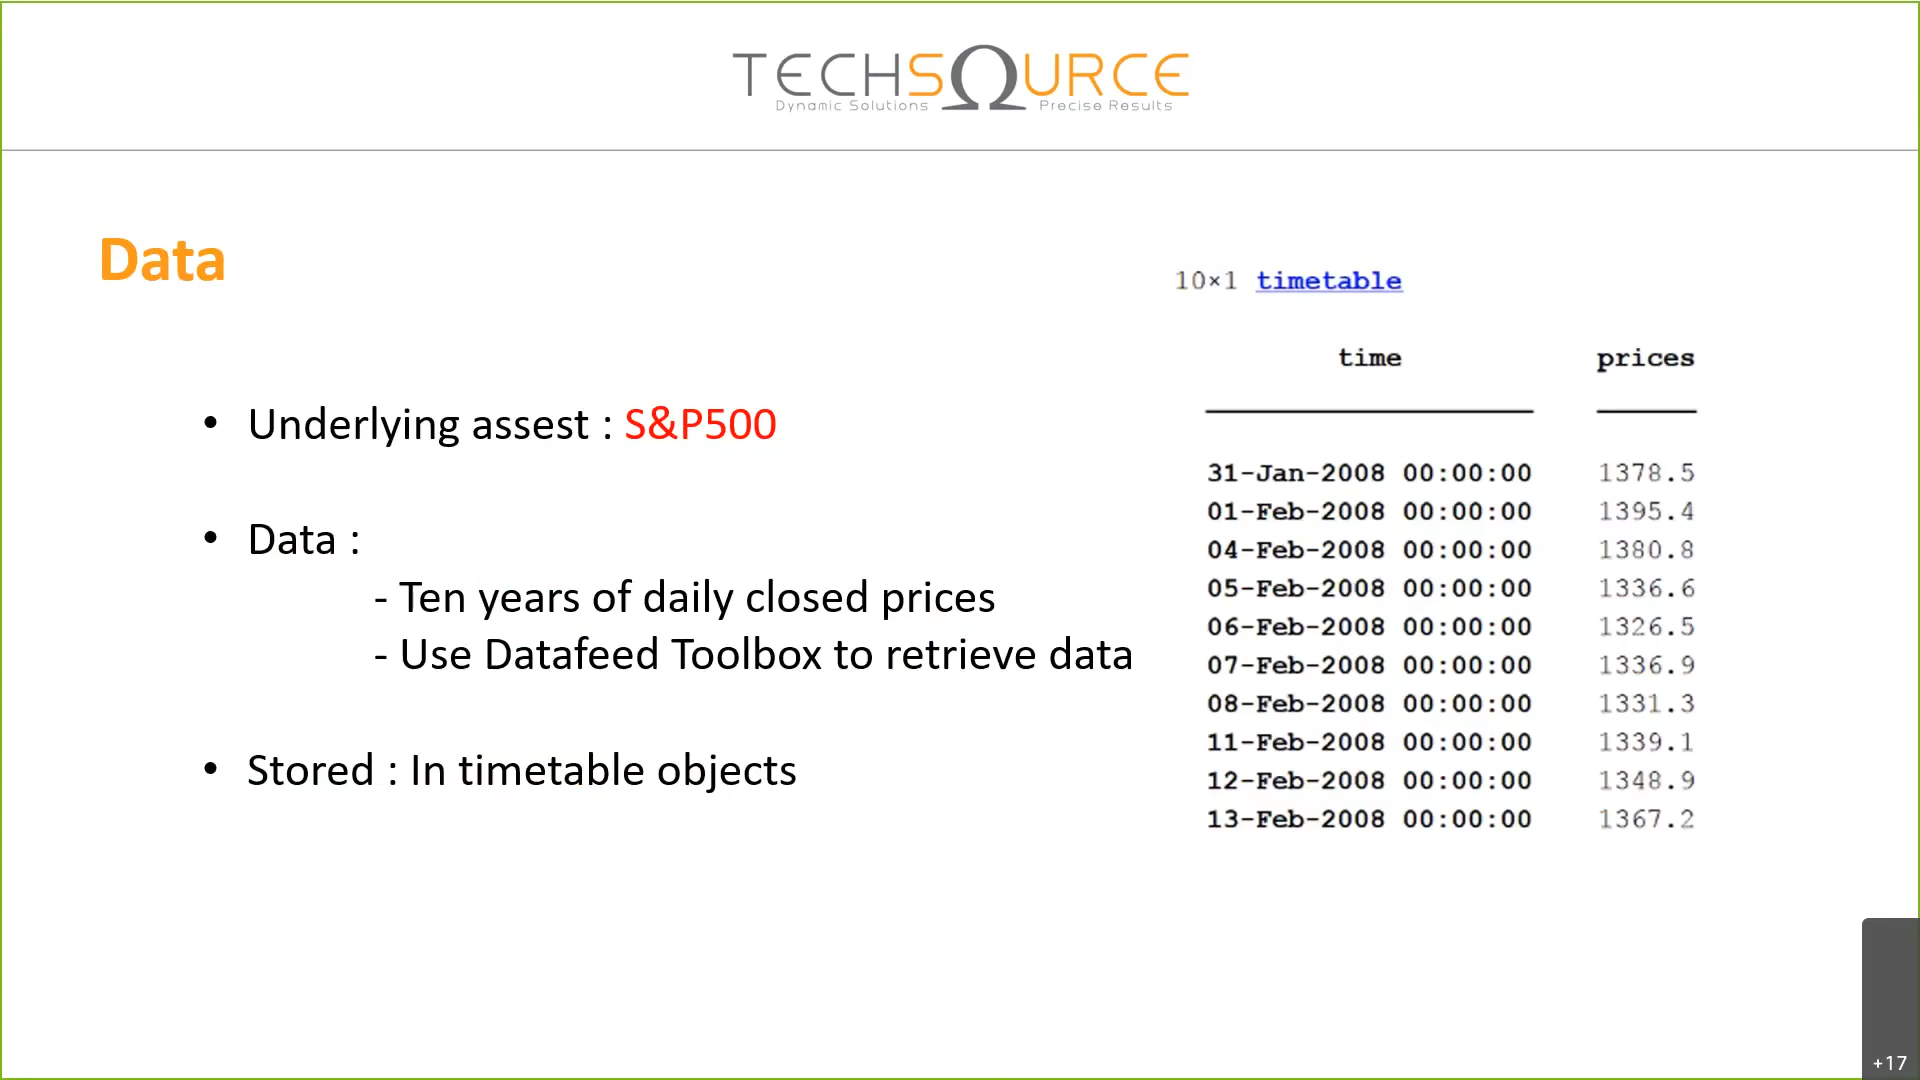 TECHSOURCE
Dynamic Solutions Precise Results
Data
• Underlying assest : S&P500
• Data :
- Ten years of daily closed prices
- Use Datafeed Toolbox to retrieve data
• Stored : In timetable objects
10×1 timetable
time prices
31-Jan-2008 00:00:00 1378.5
01-Feb-2008 00:00:00 1395.4
04-Feb-2008 00:00:00 1380.8
05-Feb-2008 00:00:00 1336.6
06-Feb-2008 00:00:00 1326.5
07-Feb-2008 00:00:00 1336.9
08-Feb-2008 00:00:00 1331.3
11-Feb-2008 00:00:00 1339.1
12-Feb-2008 00:00:00 1348.9
13-Feb-2008 00:00:00 1367.2
+17